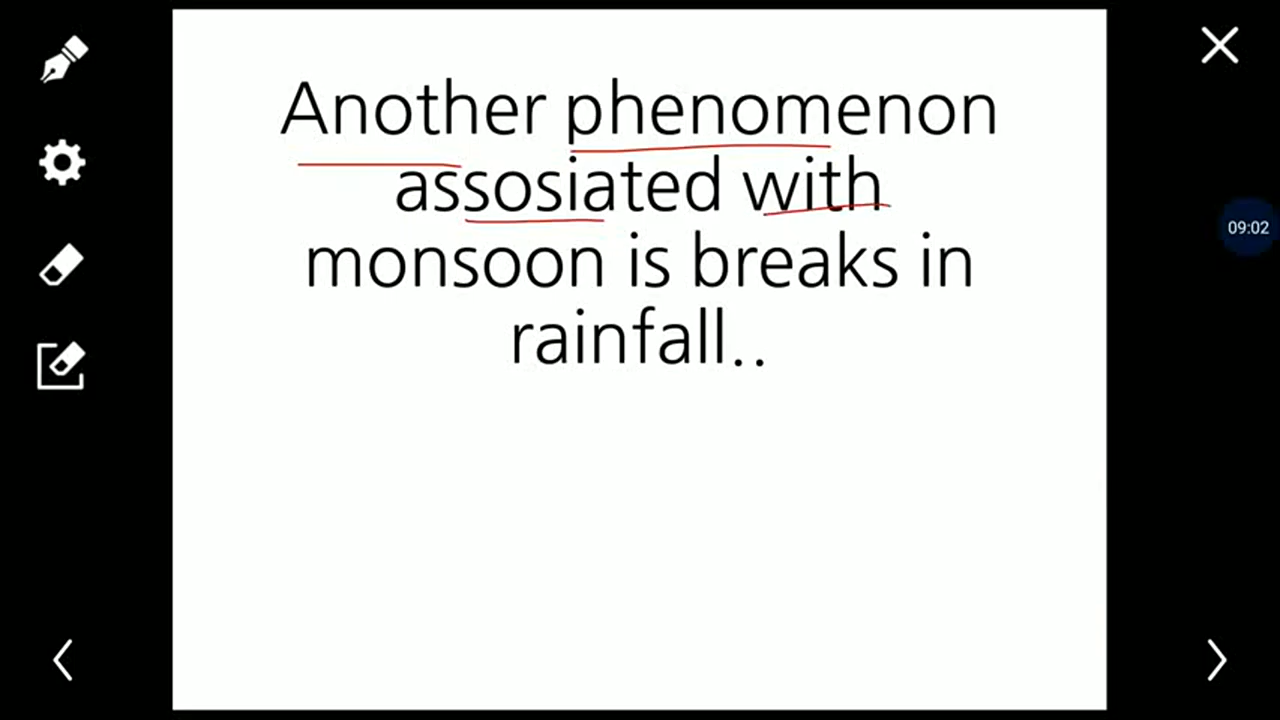 Another phenomenon
assosiated with
monsoon is breaks in
rainfall..
09:02